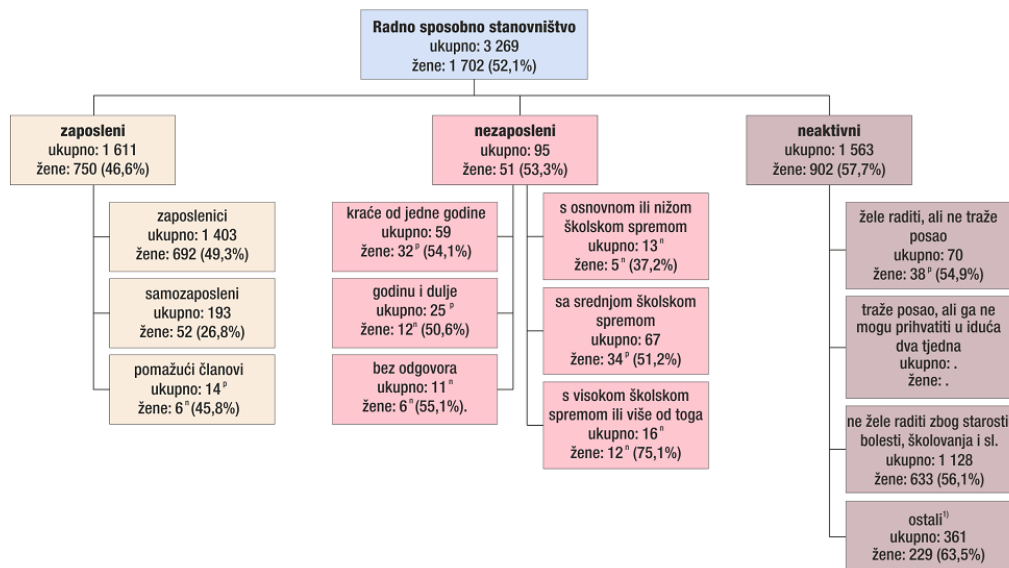 Radno sposobno stanovništvo
ukupno: 3 269
žene: 1 702 (52,1%)
zaposleni
ukupno: 1 611
žene: 750 (46,6%)
zaposlenici
ukupno: 1 403
žene: 692 (49,3%)
samozaposleni
ukupno: 193
žene: 52 (26,8%)
pomažući članovi
ukupno: 14 p
žene: 6 n (45,8%)
nezaposleni
ukupno: 95
žene: 51 (53,3%)
kraće od jedne godine
ukupno: 59
žene: 32 p (54,1%)
godinu i dulje
ukupno: 25 p
žene: 12 n (50,6%)
bez odgovora
ukupno: 11 n
žene: 6 n (55,1%).
s osnovnom ili nižom
školskom spremom
ukupno: 13 n
žene: 5 n (37,2%)
sa srednjom školskom
spremom
ukupno: 67
žene: 34 p (51,2%)
s visokom školskom
spremom ili više od toga
ukupno: 16 n
žene: 12 n (75,1%)
neaktivni
ukupno: 1 563
žene: 902 (57,7%)
žele raditi, ali ne traže
posao
ukupno: 70
žene: 38 p (54,9%)
traže posao, ali ga ne
mogu prihvatiti u iduća
dva tjedna
ukupno: .
žene: .
ne žele raditi zbog starosti
bolesti, školovanja i sl.
ukupno: 1 128
žene: 633 (56,1%)
ostali 1)
ukupno: 361
žene: 229 (63,5%)